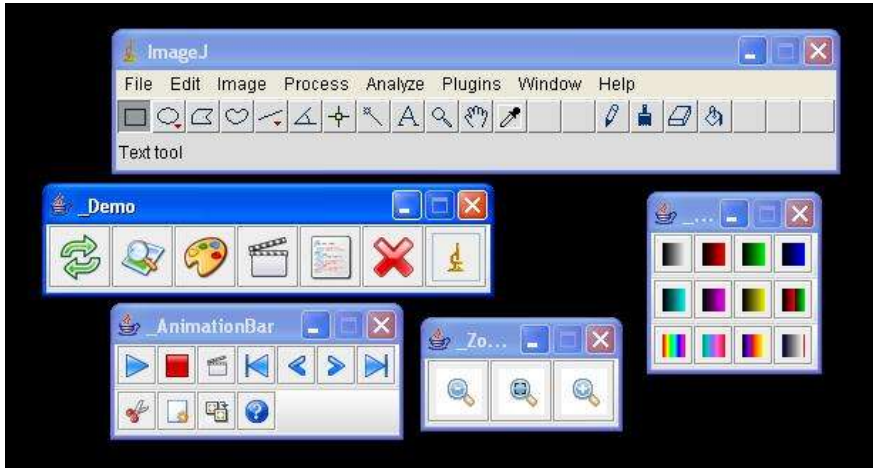 ImageJ
File Edit Image Process Analyze Plugins Window Help
Text tool
_Demo
_...
_AnimationBar
_Zo...